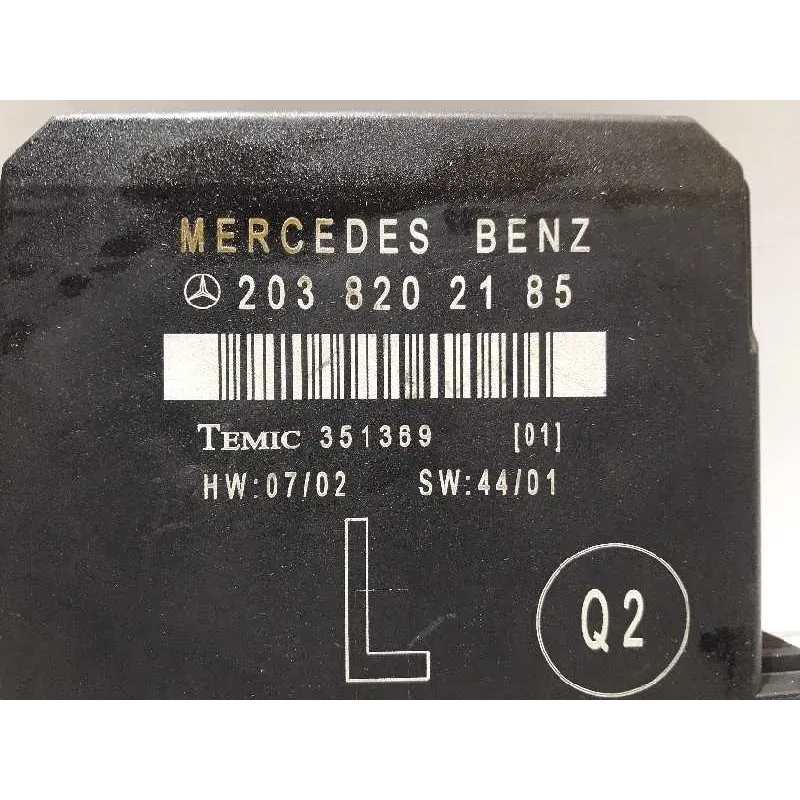 MERCEDES BENZ
203 820 21 85
TEMIC 351369 [01]
HW:07/02 SW:44/01
L
Q2